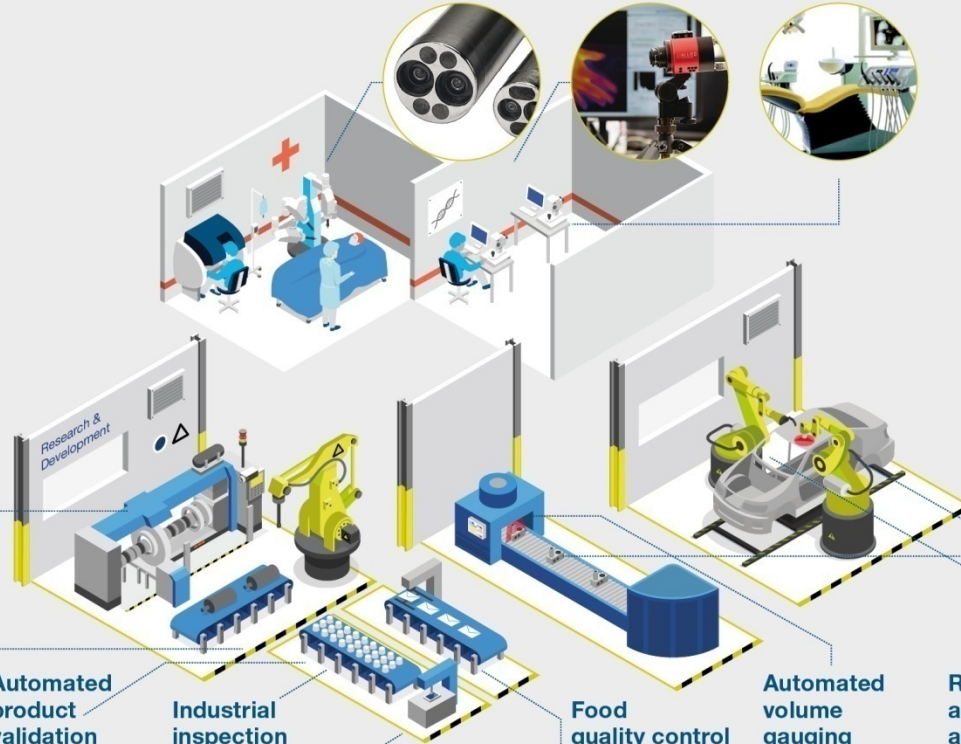 Research &
Development
Automated
product
validation
Industrial
inspection
Food
quality control
Automated
volume
gauging